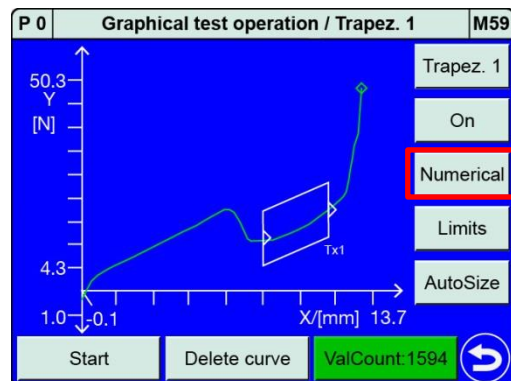 P 0 Graphical test operation / Trapez. 1 M59
50.3
Y
[N]
4.3
1.0
-0.1
X/[mm] 13.7
Tx1
Trapez. 1
On
Numerical
Limits
AutoSize
Start Delete curve ValCount:1594